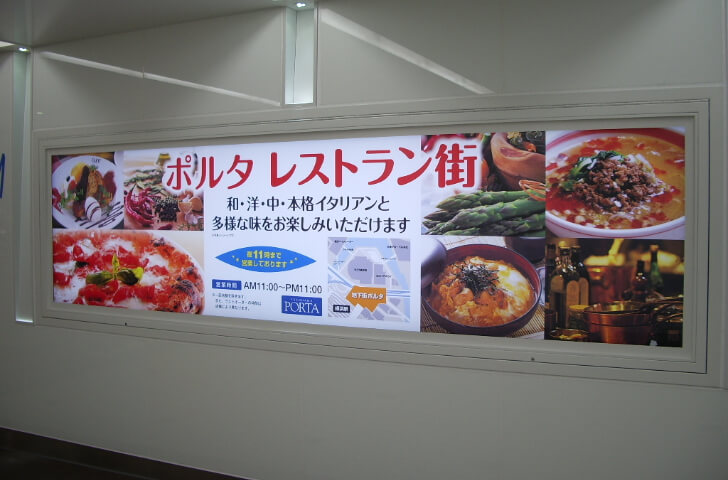 ポルタ レストラン街
和・洋・中・本格イタリアンと
多様な味をお楽しみいただけます
夜11時まで
営業しております
営業時間 AM11:00〜PM11:00
PORTA
地下街ポルタ
横浜駅